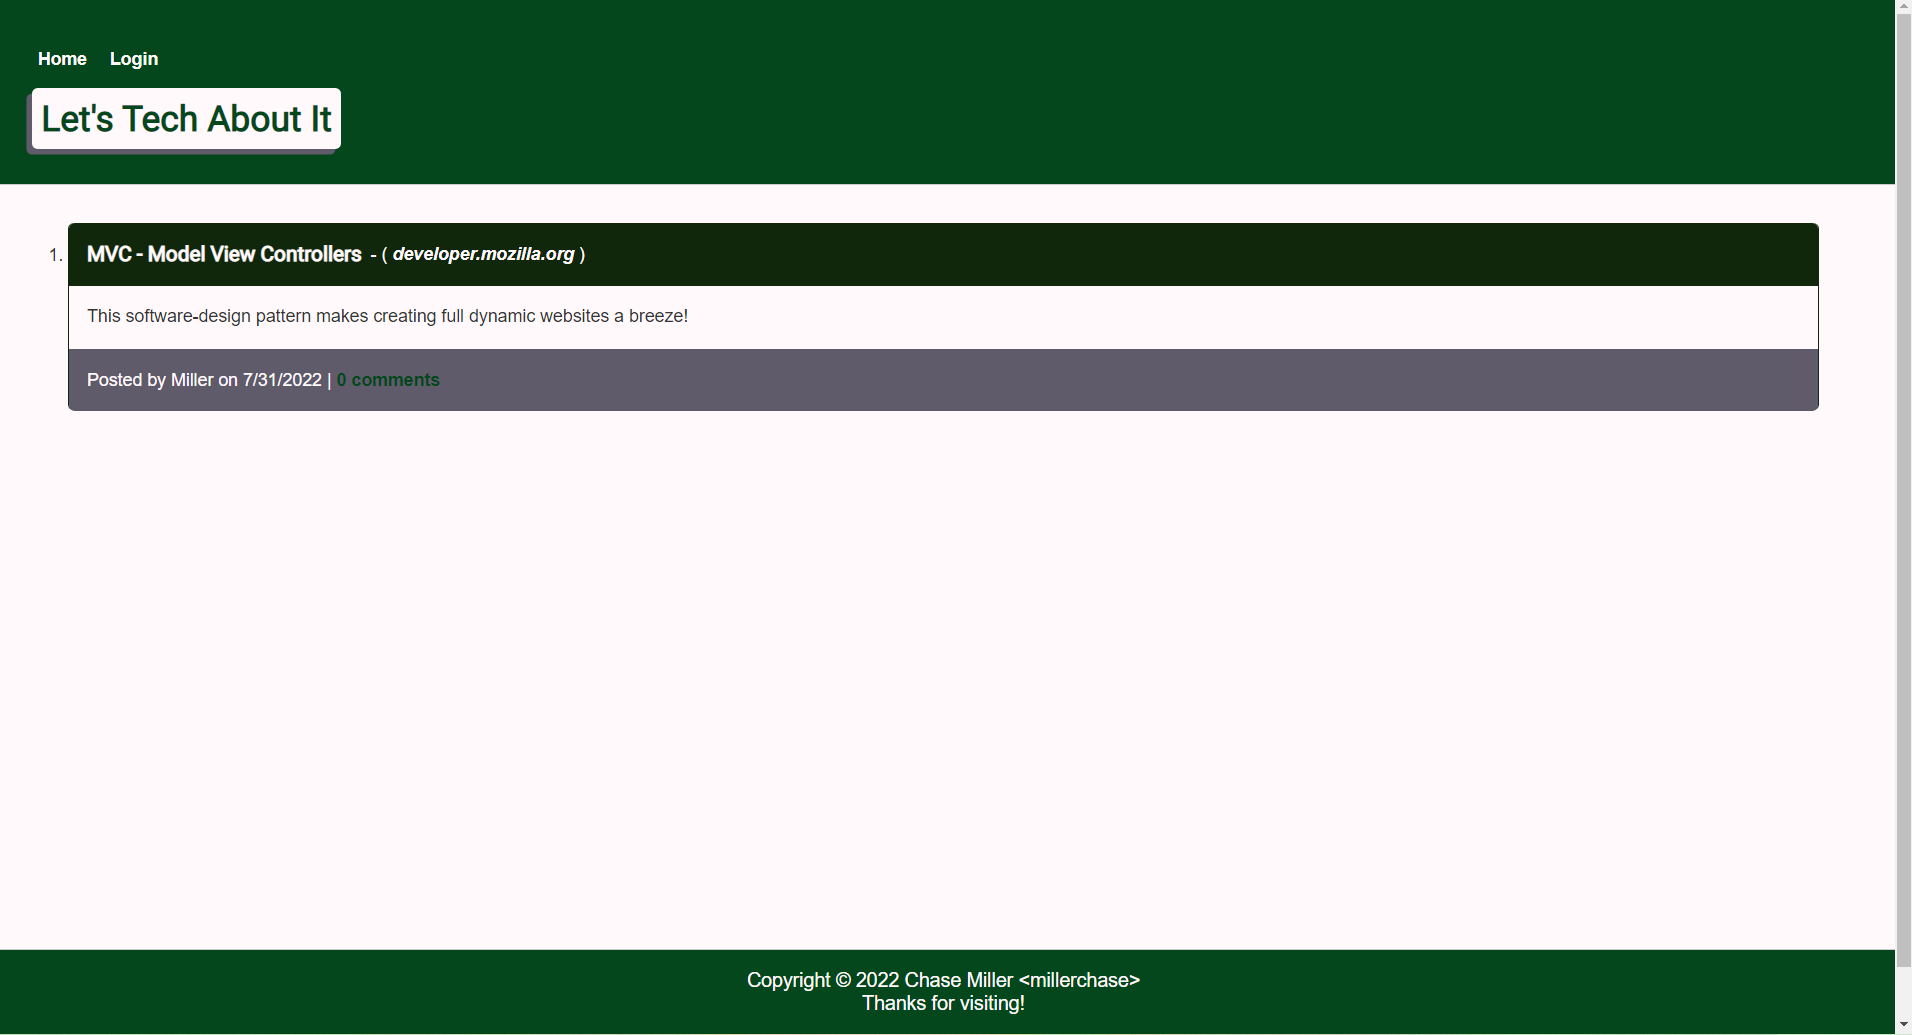 Home Login
Let's Tech About It
1. MVC - Model View Controllers - ( developer.mozilla.org )
This software-design pattern makes creating full dynamic websites a breeze!
Posted by Miller on 7/31/2022 | 0 comments
Copyright © 2022 Chase Miller <millerchase>
Thanks for visiting!